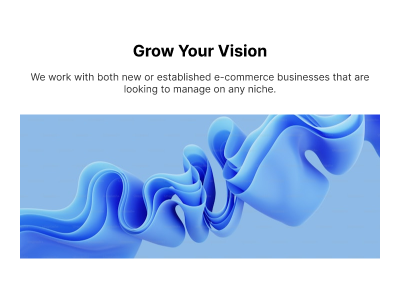 Grow Your Vision
We work with both new or established e-commerce businesses that are
looking to manage on any niche.